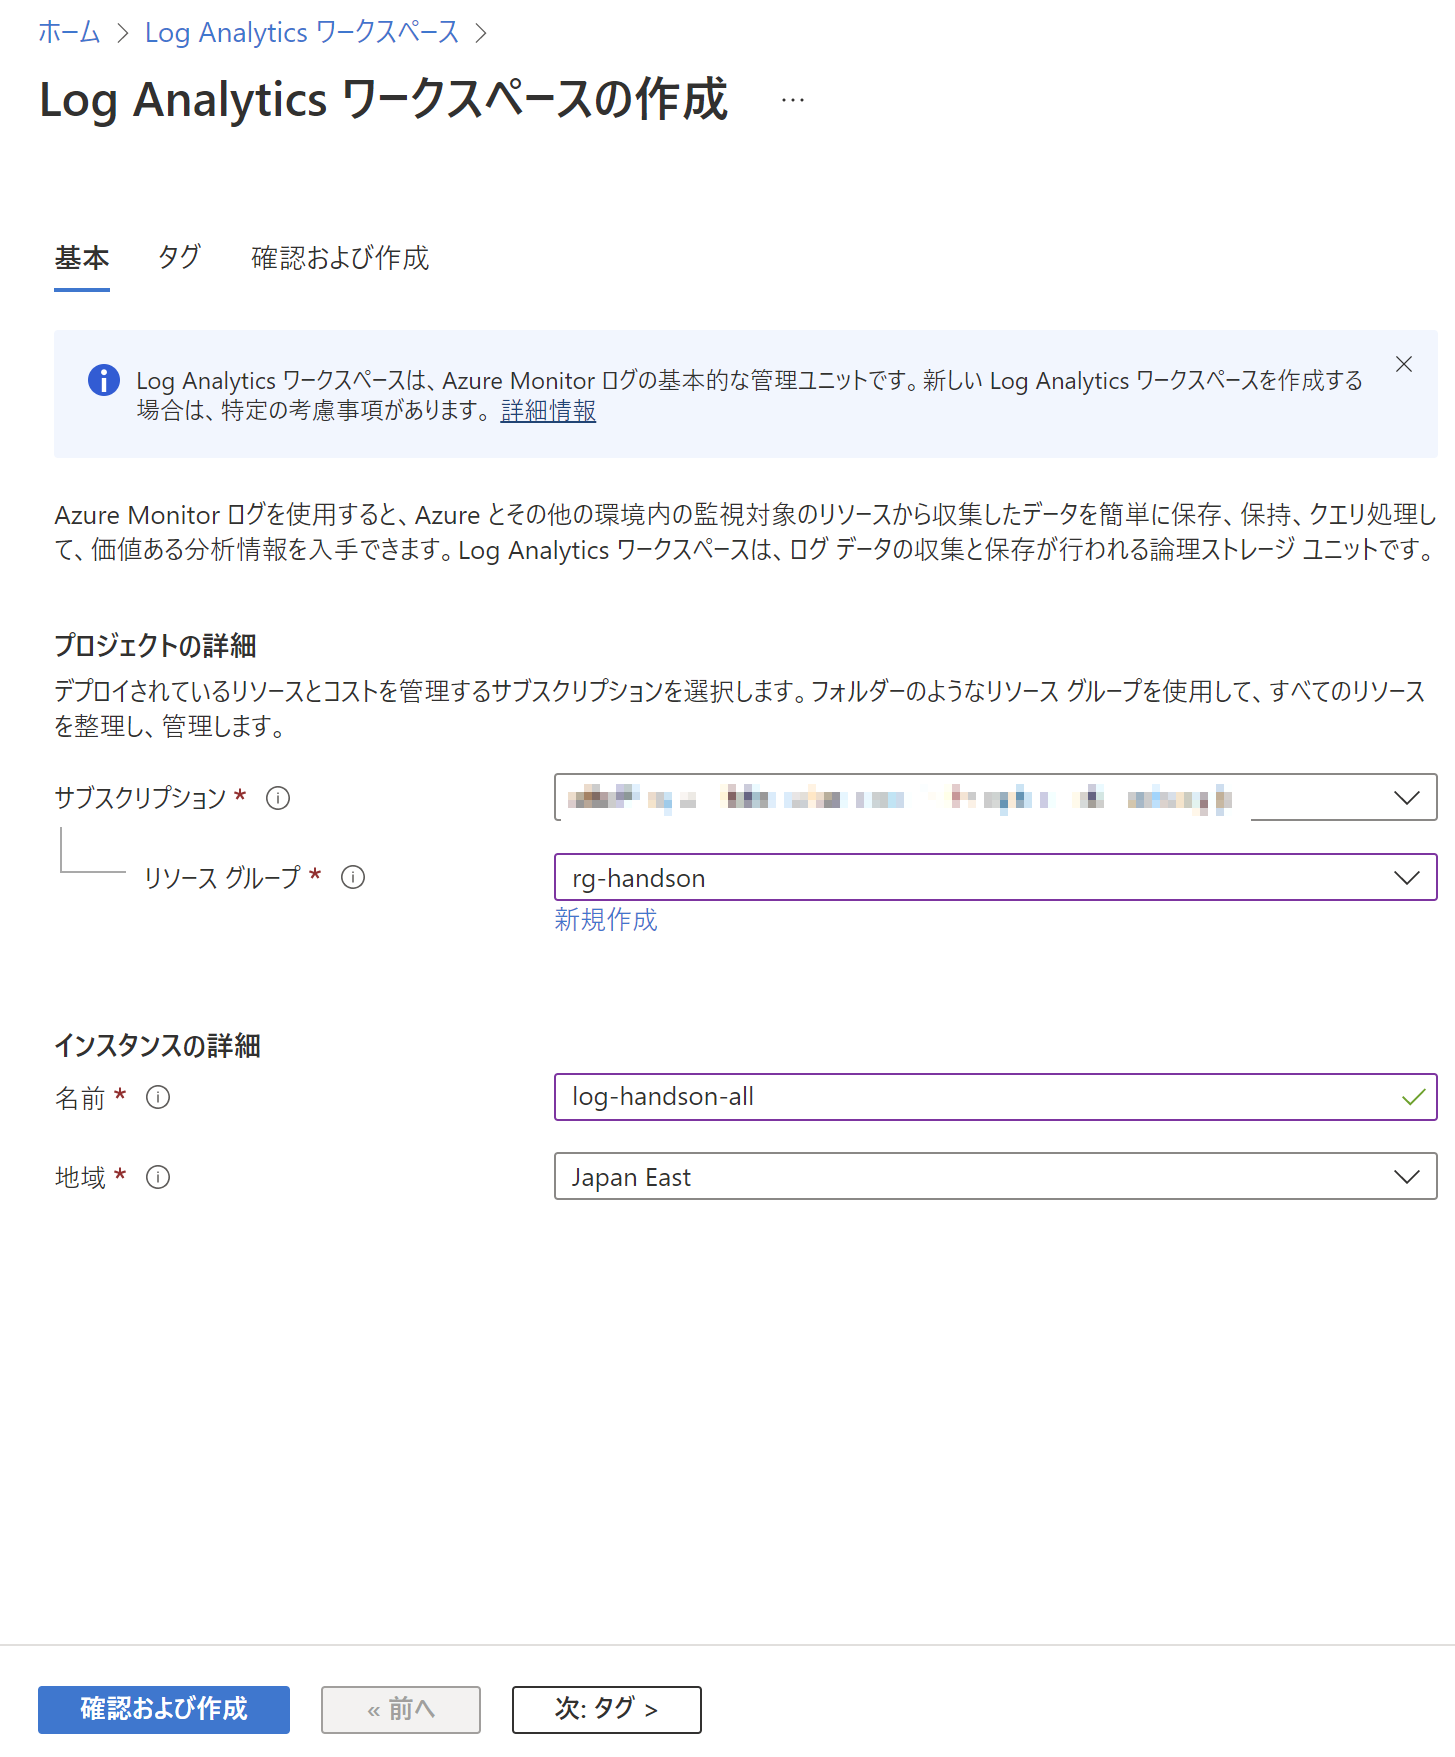 ホーム > Log Analytics ワークスペース >
Log Analytics ワークスペースの作成 …
基本 タグ 確認および作成
Log Analytics ワークスペースは、Azure Monitor ログの基本的な管理ユニットです。新しい Log Analytics ワークスペースを作成する
場合は、特定の考慮事項があります。 詳細情報
Azure Monitor ログを使用すると、Azure とその他の環境内の監視対象のリソースから収集したデータを簡単に保存、保持、クエリ処理し
て、価値ある分析情報を入手できます。Log Analytics ワークスペースは、ログ データの収集と保存が行われる論理ストレージ ユニットです。
プロジェクトの詳細
デプロイされているリソースとコストを管理するサブスクリプションを選択します。フォルダーのようなリソース グループを使用して、すべてのリソース
を整理し、管理します。
サブスクリプション *
リソース グループ * rg-handson
新規作成
インスタンスの詳細
名前 * log-handson-all
地域 * Japan East
確認および作成 « 前へ 次: タグ >